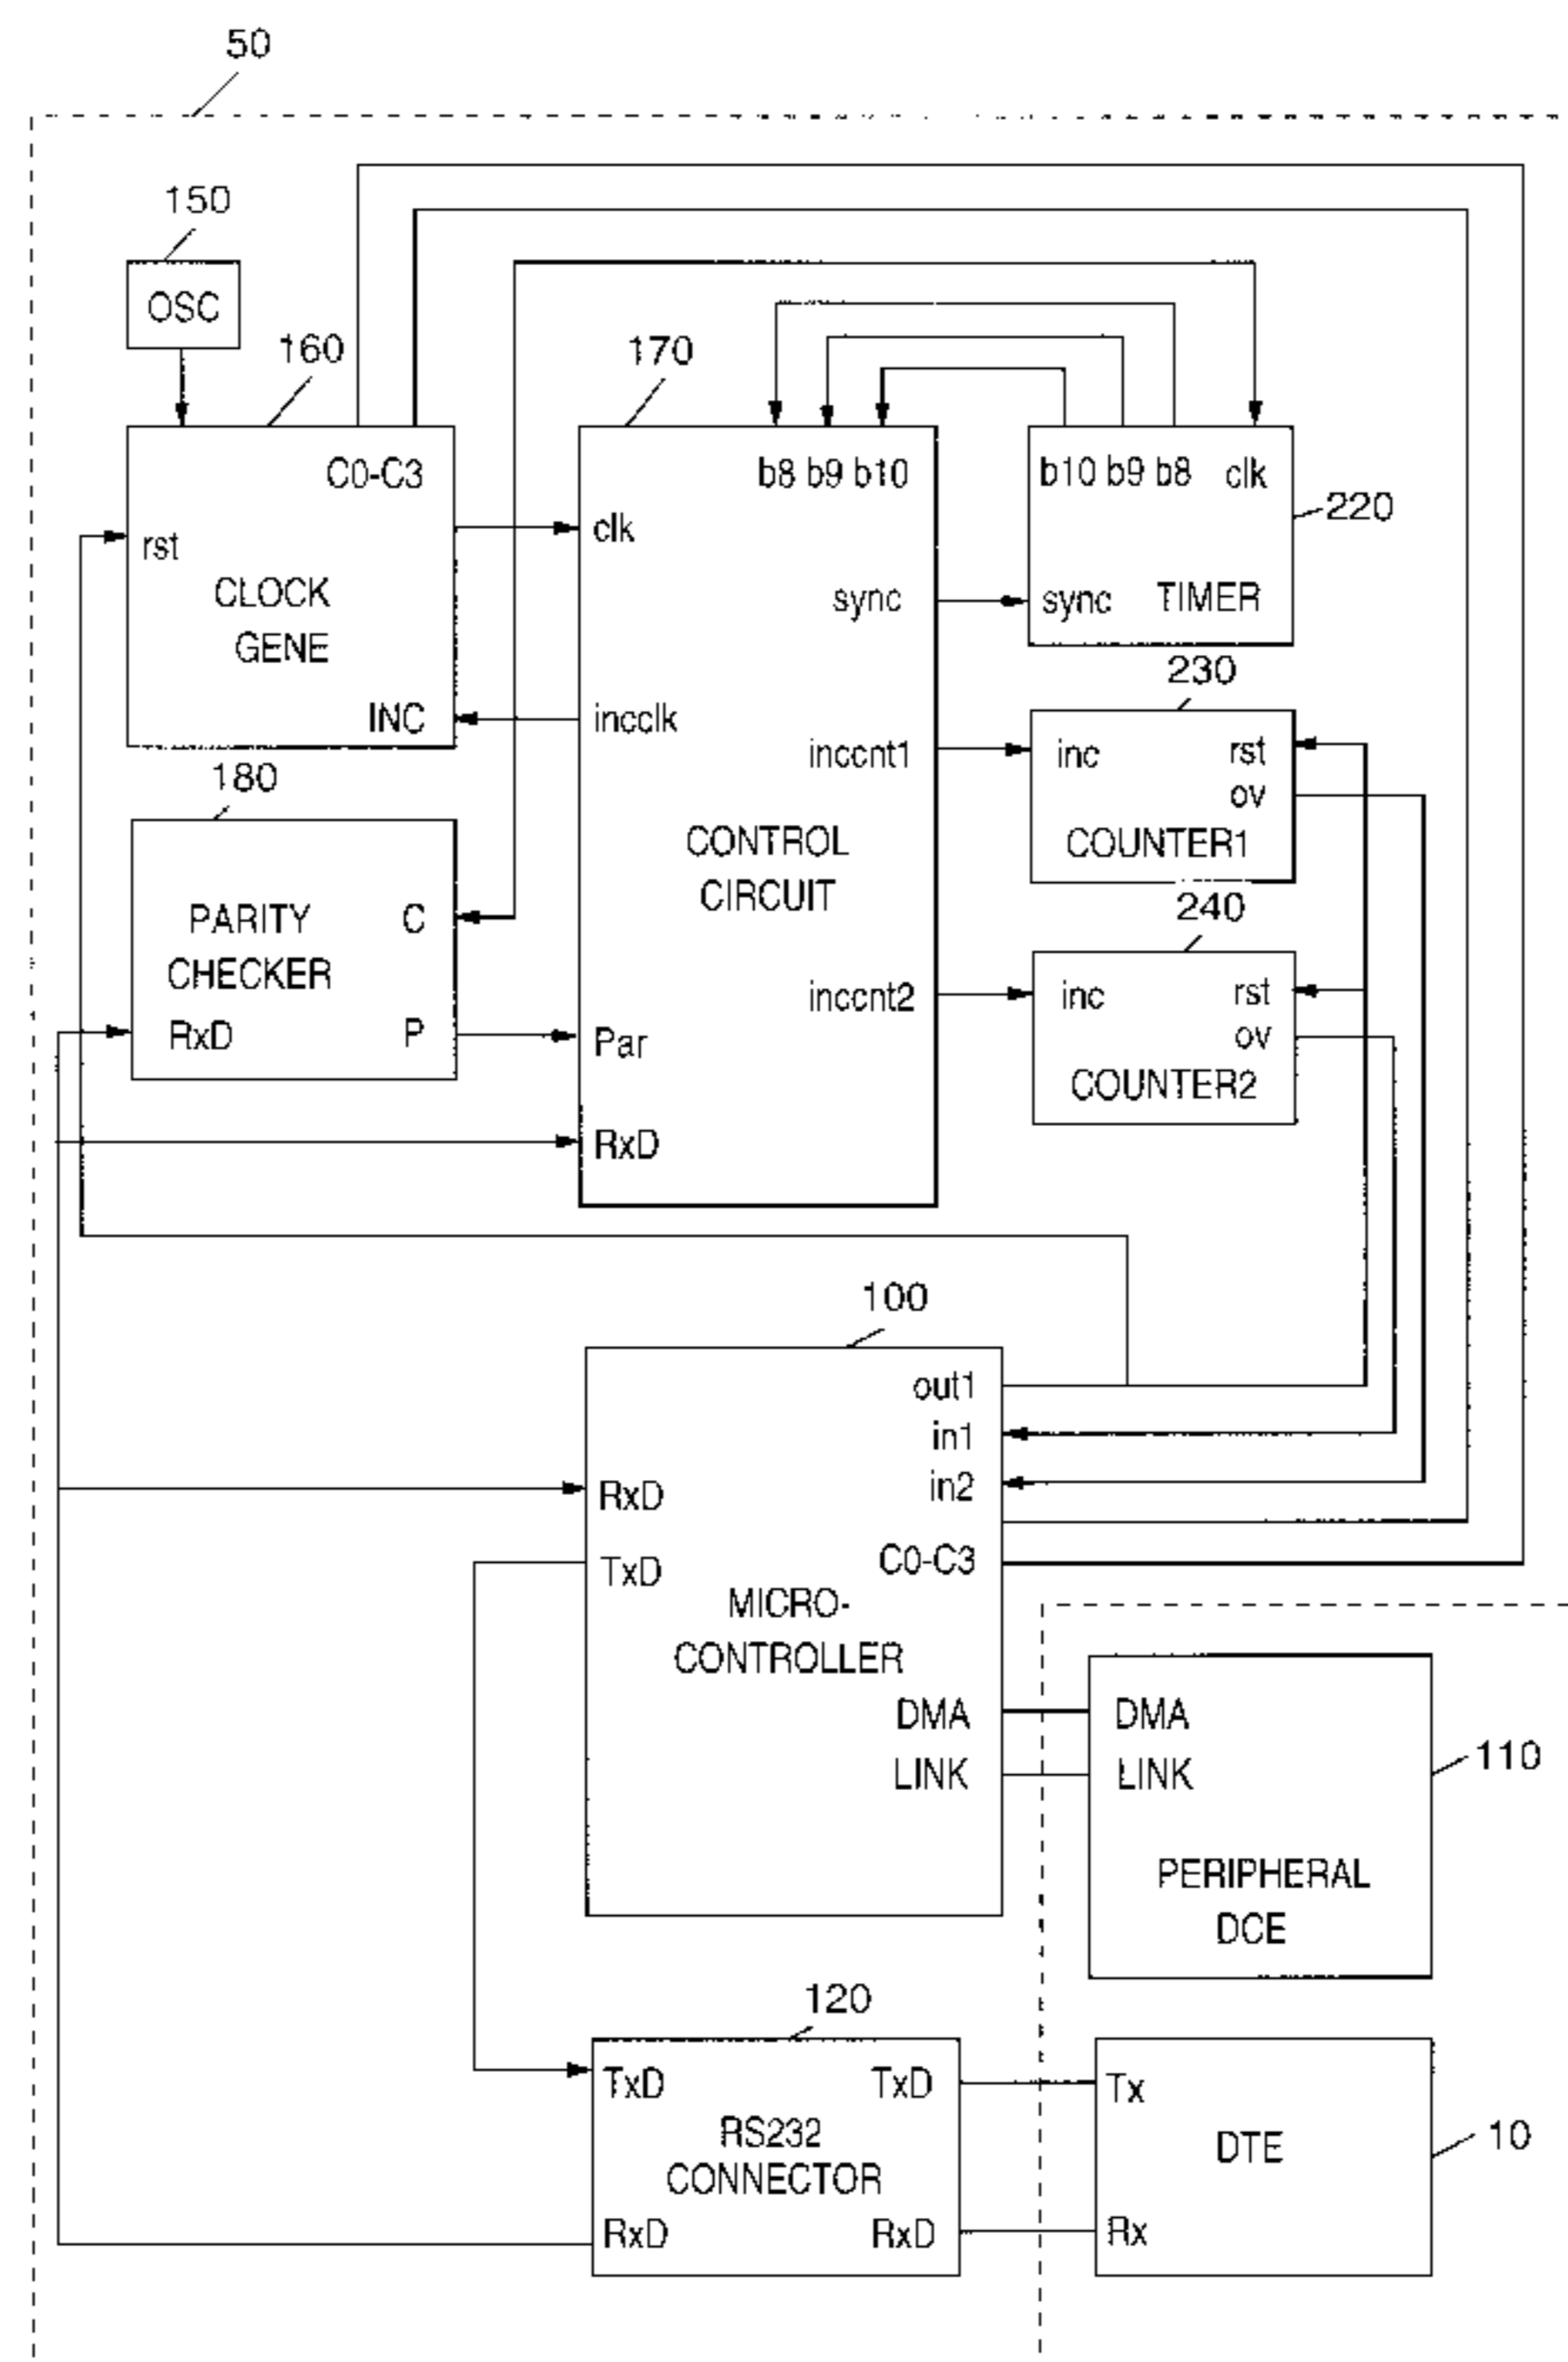 50
150
OSC
160
170
C0-C3
b8 b9 b10
b10 b9 b8 clk
220
rst
clk
CLOCK
GENE
sync
sync TIMER
230
INC
incclk
inccnt1
inc rst
ov
COUNTER1
180
CONTROL
CIRCUIT
240
PARITY
CHECKER
C
RxD P
inccnt2
inc rst
ov
COUNTER2
Par
RxD
100
out1
in1
in2
RxD
TxD
C0-C3
MICRO-
CONTROLLER
DMA
LINK
DMA
LINK
110
PERIPHERAL
DCE
120
TxD TxD
RS232
CONNECTOR
RxD RxD
Tx
DTE
10
Rx